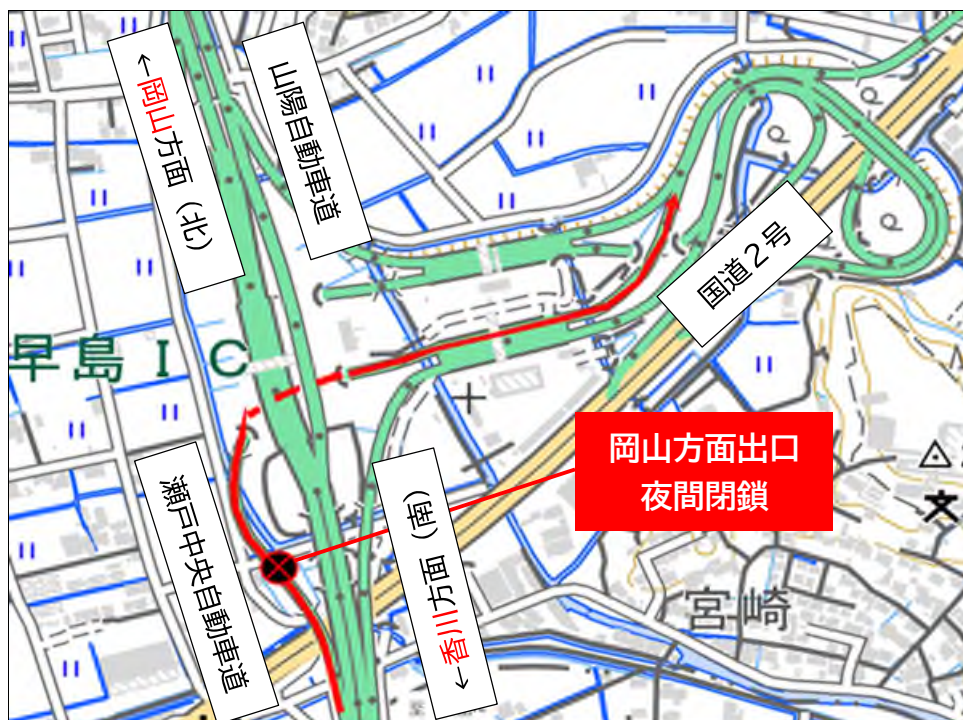 ←岡山方面（北）
山陽自動車道
国道２号
早島ＩＣ
岡山方面出口
夜間閉鎖
瀬戸中央自動車道
←香川方面（南）
宮崎
至